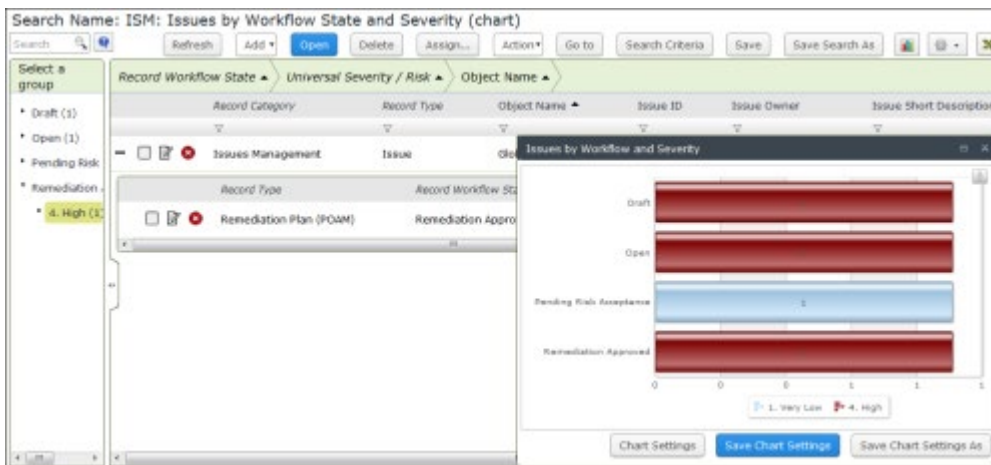 Search Name: ISM: Issues by Workflow State and Severity (chart)
Search Refresh Add Open Delete Assign... Action Go to Search Criteria Save Save Search As
Select a group
Draft (1)
Open (1)
Pending Risk
Remediation
4. High (1)
Record Workflow State Universal Severity / Risk Object Name
Record Category Record Type Object Name Issue ID Issue Owner Issue Short Description
Issues Management Issue Glo
Record Type Record Workflow Sta
Remediation Plan (POAM) Remediation Appro
Issues by Workflow and Severity
Draft
Open
Pending Risk Acceptance 1
Remediation Approved
0 0 0 1 1 1
1. Very Low 4. High
Chart Settings Save Chart Settings Save Chart Settings As